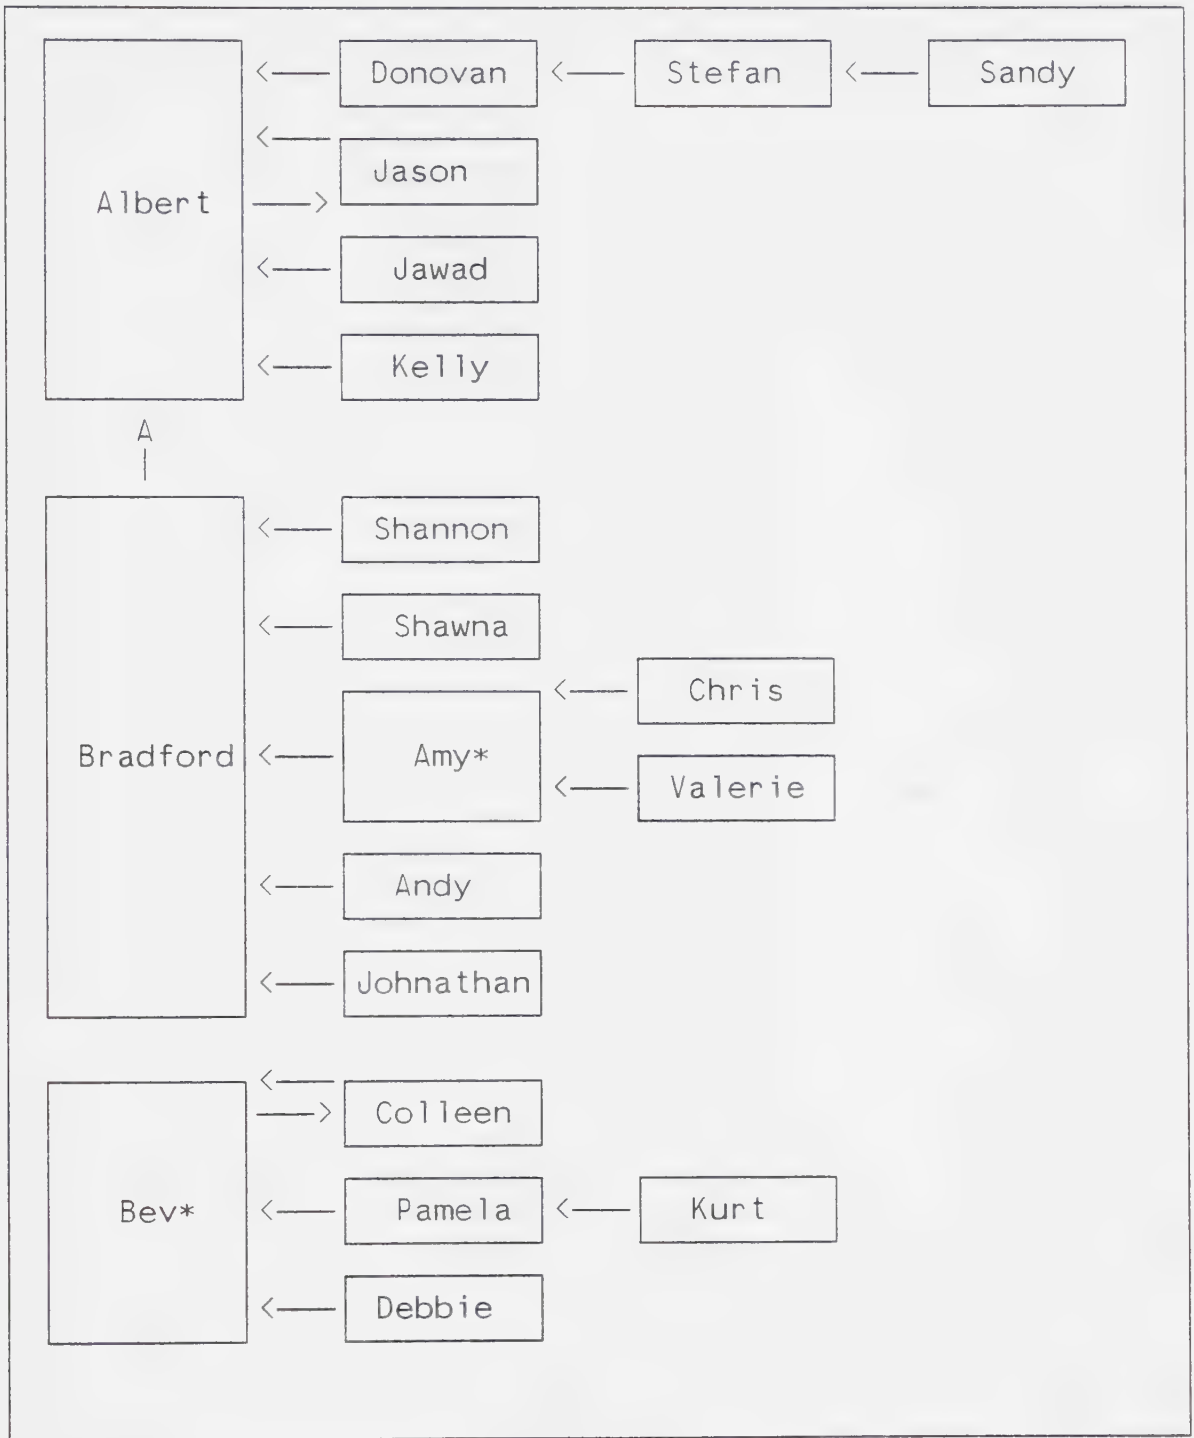 Donovan Stefan Sandy
Jason
Albert
Jawad
Kelly
A
Shannon
Shawna
Chris
Bradford Amy*
Valerie
Andy
Johnathan
Colleen
Bev* Pamela Kurt
Debbie